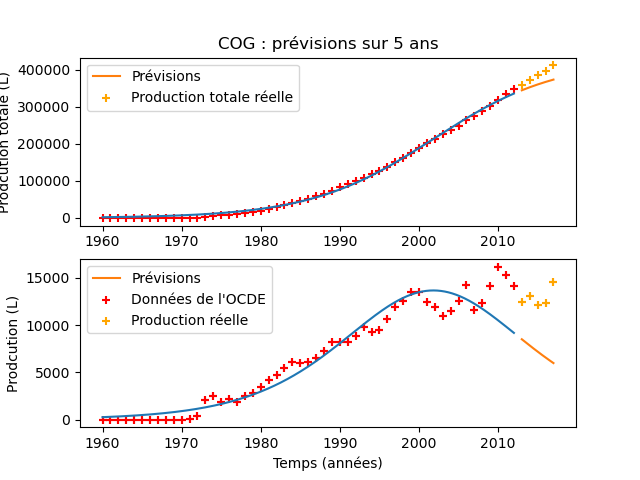 COG : prévisions sur 5 ans
Prodcution totale (L)
400000
300000
200000
100000
0
Prévisions
Production totale réelle
1960
1970
1980
1990
2000
2010
Prodcution (L)
15000
10000
5000
0
Prévisions
Données de l'OCDE
Production réelle
1960
1970
1980
1990
2000
2010
Temps (années)